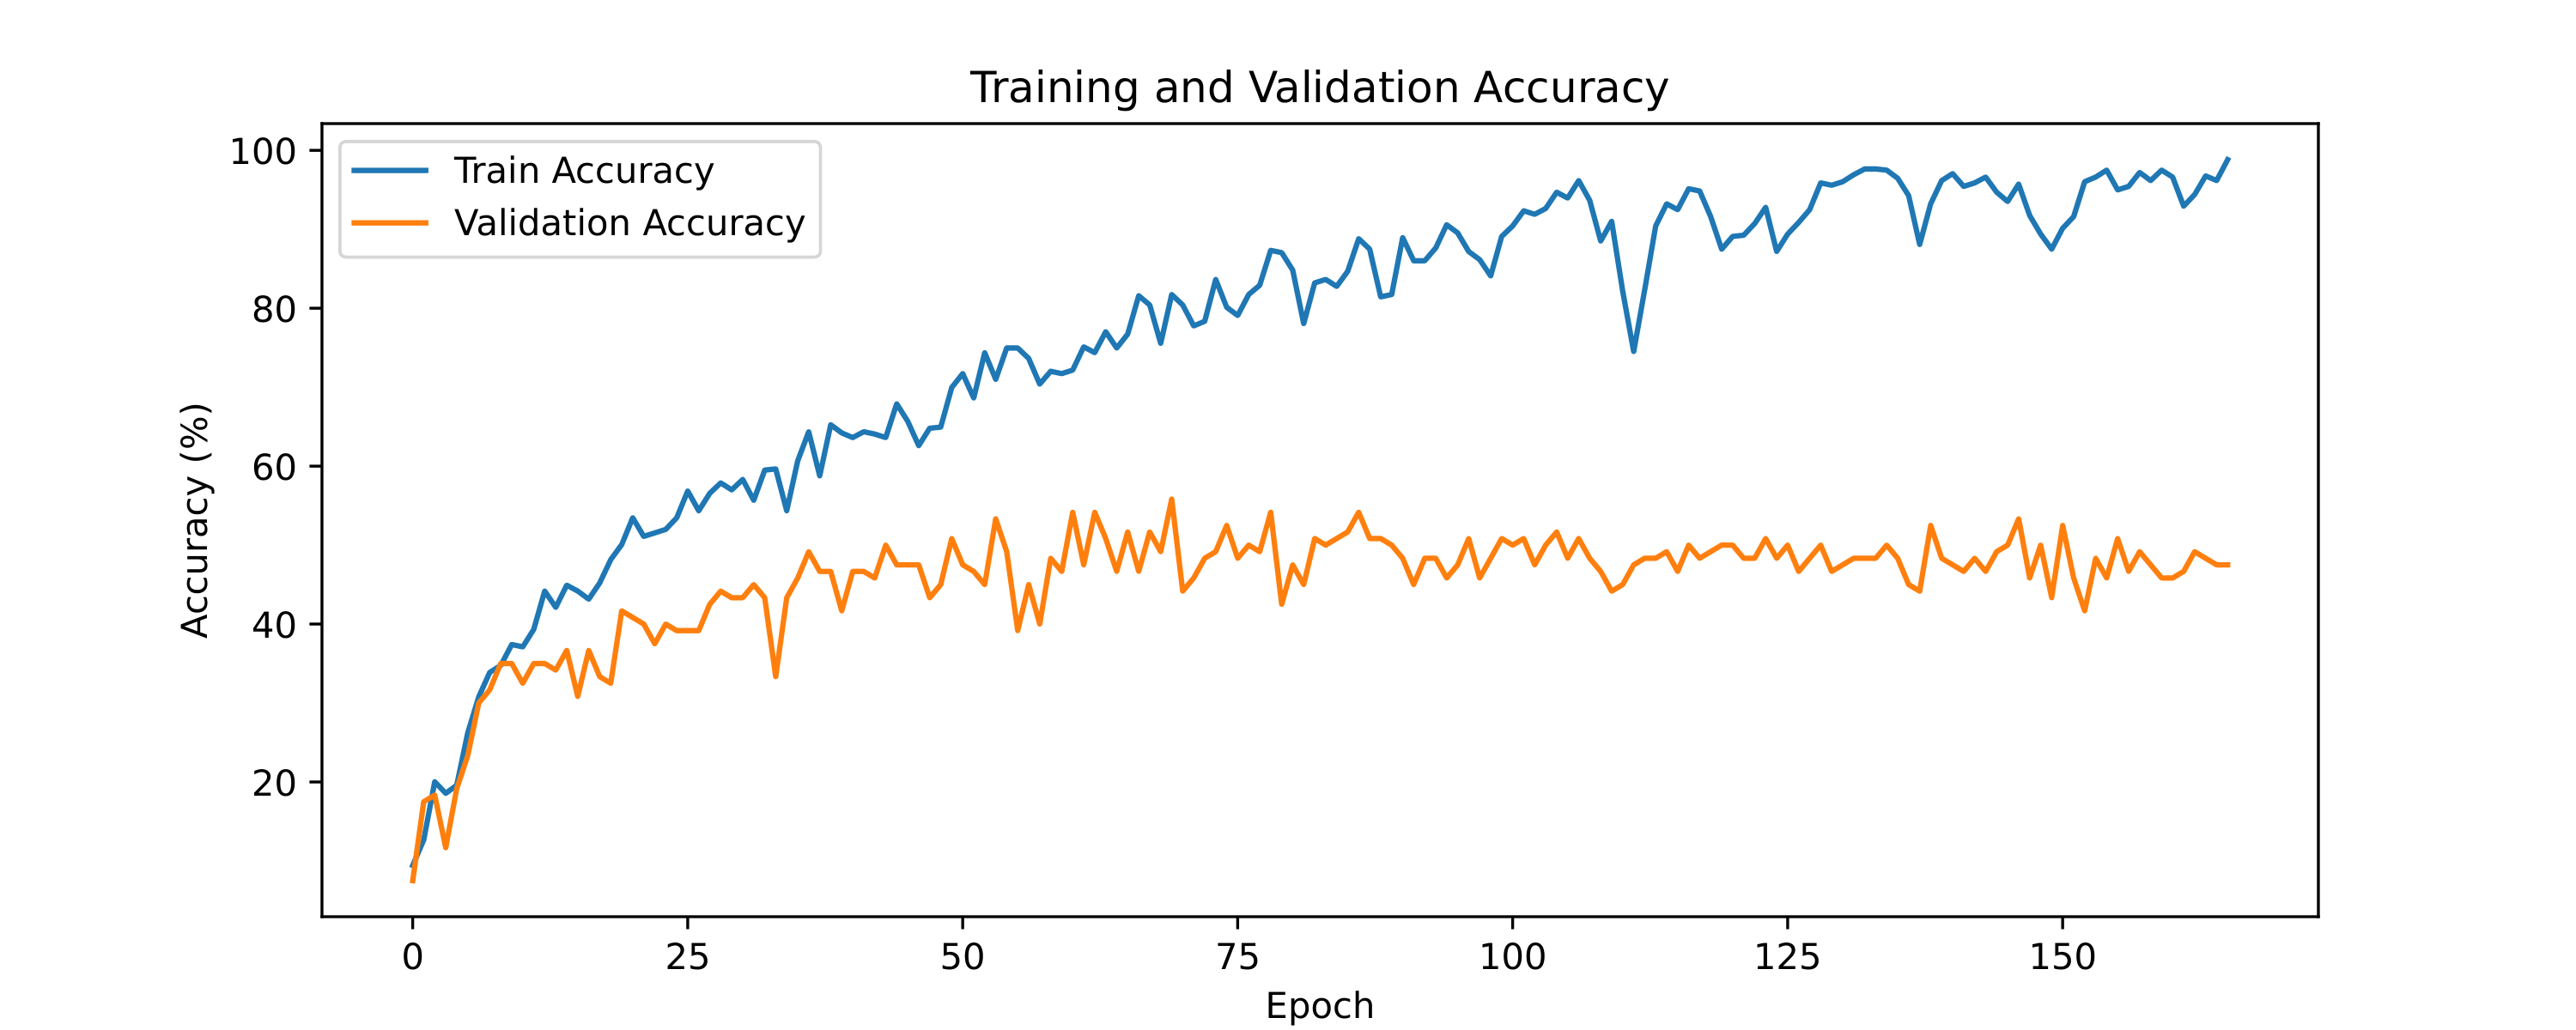 Training and Validation Accuracy
Train Accuracy
Validation Accuracy
Accuracy (%)
100
80
60
40
20
0 25 50 75 100 125 150
Epoch